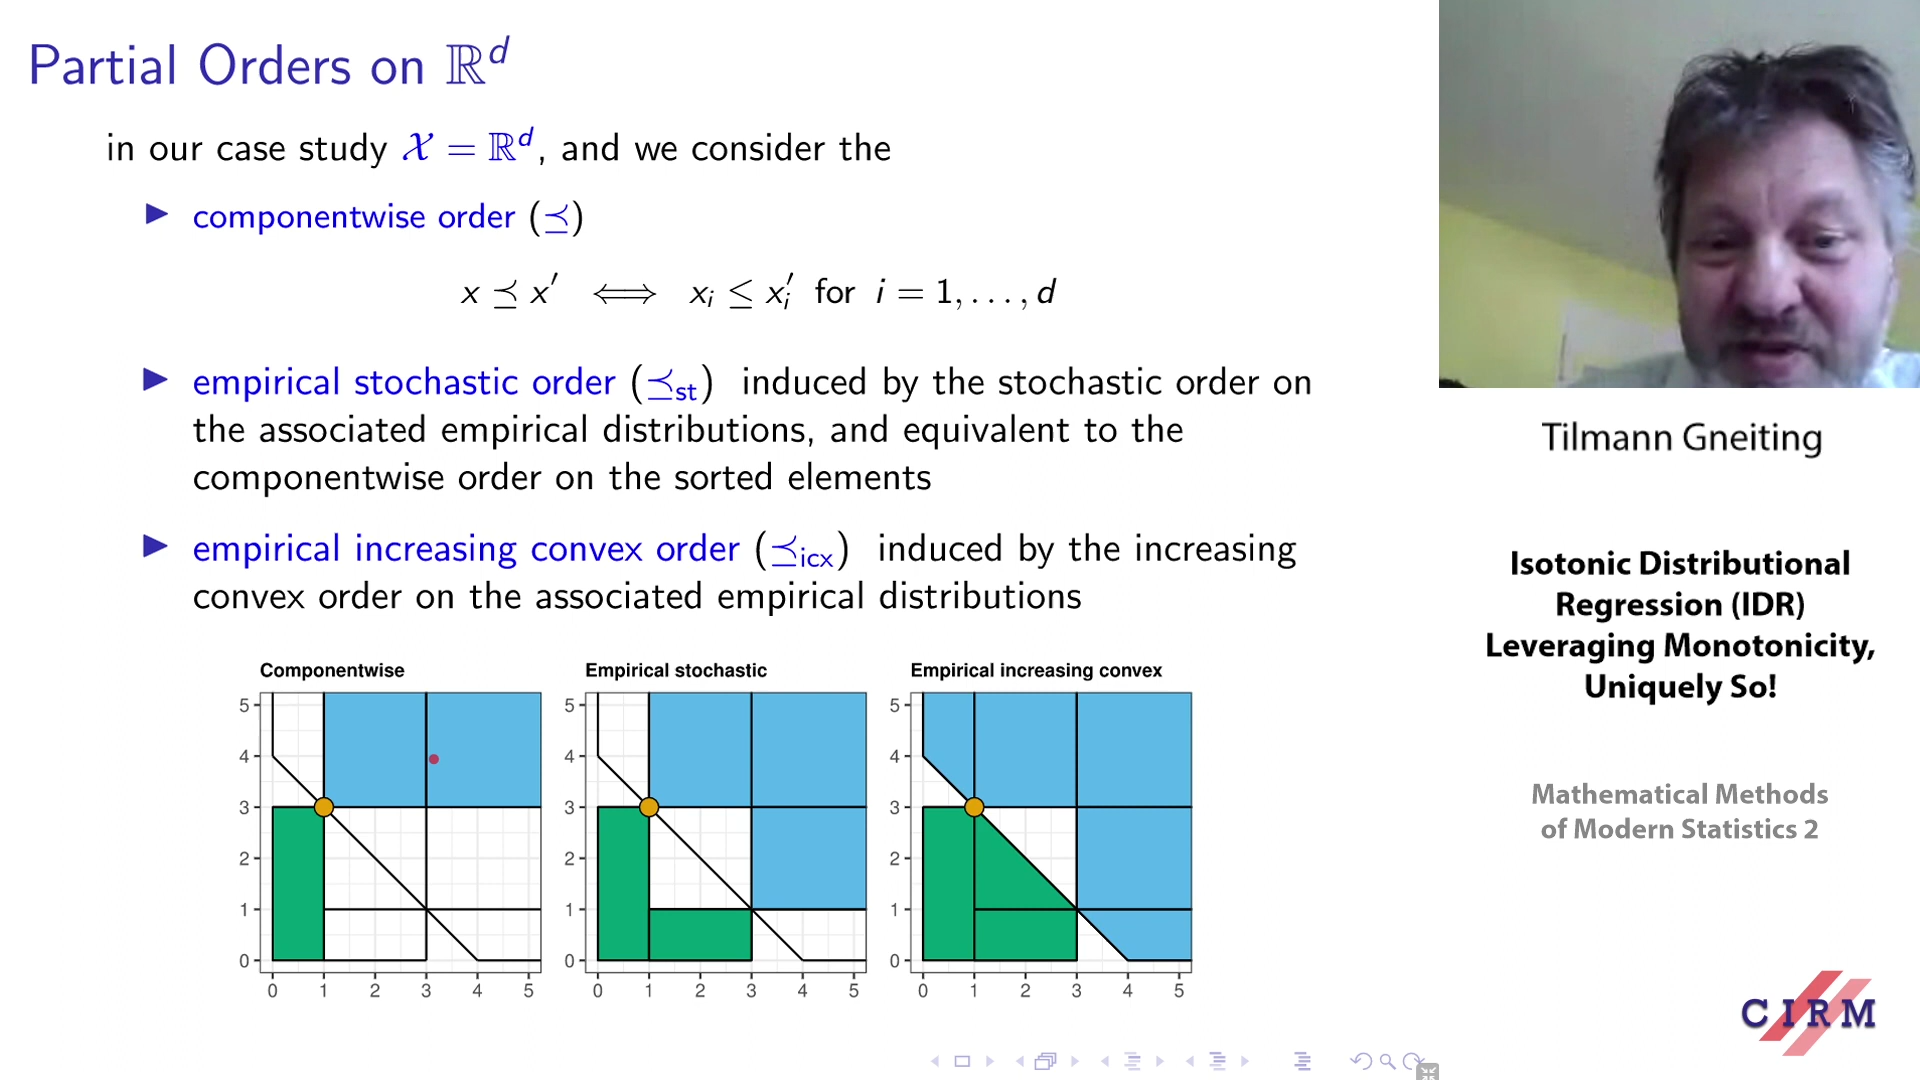 Partial Orders on ℝᵈ
in our case study 𝒳 = ℝᵈ, and we consider the
▶ componentwise order (⪯)
x ⪯ x′ ⟺ xᵢ ≤ x′ᵢ for i = 1, . . . , d
▶ empirical stochastic order (⪯st) induced by the stochastic order on
the associated empirical distributions, and equivalent to the
componentwise order on the sorted elements
▶ empirical increasing convex order (⪯icx) induced by the increasing
convex order on the associated empirical distributions
Componentwise
5
4
3
2
1
0
0 1 2 3 4 5
Empirical stochastic
5
4
3
2
1
0
0 1 2 3 4 5
Empirical increasing convex
5
4
3
2
1
0
0 1 2 3 4 5
Tilmann Gneiting
Isotonic Distributional
Regression (IDR)
Leveraging Monotonicity,
Uniquely So!
Mathematical Methods
of Modern Statistics 2
CIRM